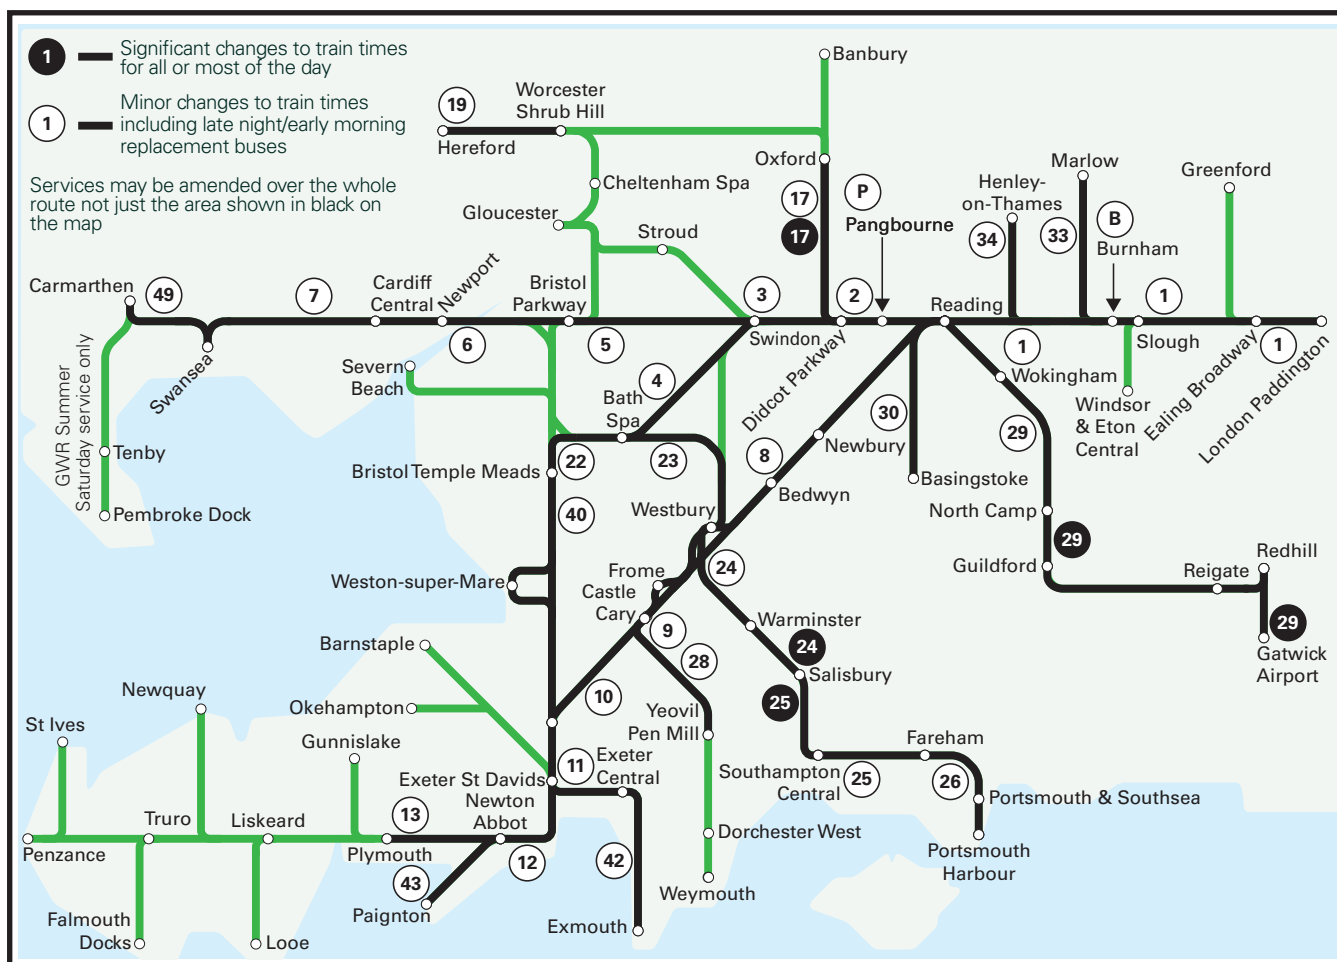 1
Significant changes to train times
for all or most of the day
1
Minor changes to train times
including late night/early morning
replacement buses
Services may be amended over the whole
route not just the area shown in black on
the map
Banbury
19
Worcester
Shrub Hill
Hereford
Oxford
Marlow
Greenford
Henley-
on-Thames
Cheltenham Spa
17
P
Gloucester
Stroud
17
Pangbourne
34
33
B
Burnham
Carmarthen
49
7
Cardiff
Central
Newport
Bristol
Parkway
3
2
Reading
1
6
5
Swindon
Didcot Parkway
1
Slough
Ealing Broadway
1
London Paddington
Swansea
GWR Summer
Saturday service only
Severn
Beach
4
Wokingham
Windsor
& Eton
Central
Bath
Spa
30
29
Newbury
Tenby
22
23
8
Bristol Temple Meads
Bedwyn
Basingstoke
Pembroke Dock
40
Westbury
North Camp
29
Redhill
24
Guildford
Reigate
Weston-super-Mare
Frome
Castle
Cary
Warminster
29
Gatwick
Airport
9
24
Barnstaple
28
Salisbury
Newquay
10
25
Okehampton
Yeovil
Pen Mill
St Ives
Gunnislake
Fareham
11
Exeter
Central
Exeter St Davids
Southampton
Central
25
26
Newton
Abbot
Portsmouth & Southsea
Truro
Liskeard
13
Dorchester West
Penzance
Plymouth
12
42
Portsmouth
Harbour
43
Weymouth
Paignton
Falmouth
Docks
Looe
Exmouth